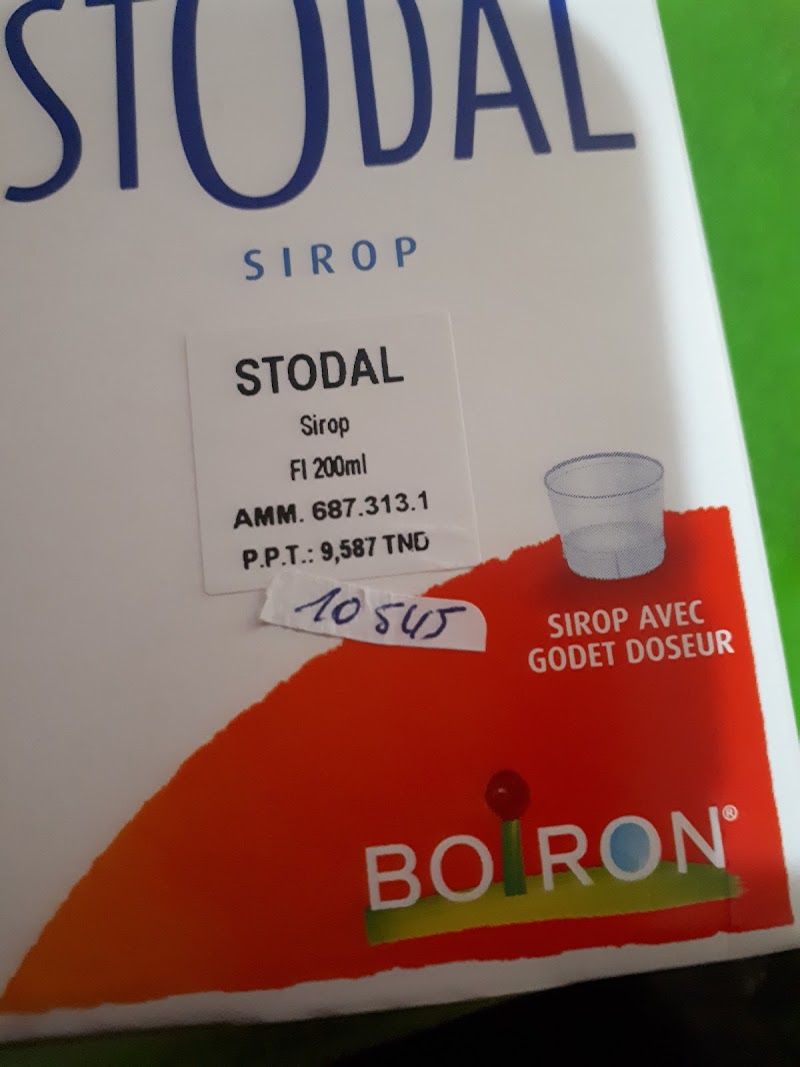 STODAL
SIROP
STODAL
Sirop
Fl 200ml
AMM. 687.313.1
P.P.T.: 9,587 TND
10 545
SIROP AVEC
GODET DOSEUR
BOIRON®